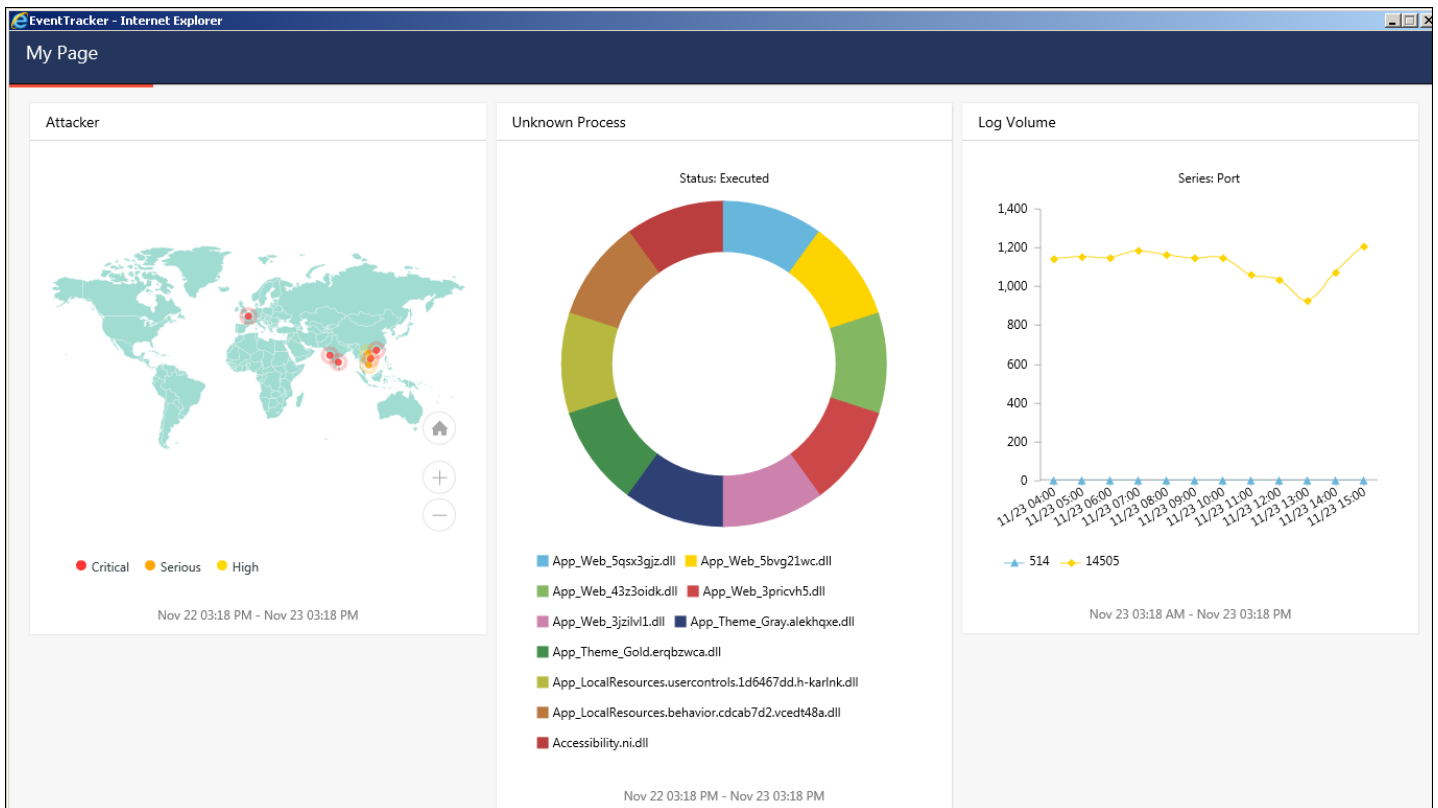 EventTracker - Internet Explorer
My Page
Attacker
Critical Serious High
Nov 22 03:18 PM - Nov 23 03:18 PM
Unknown Process
Status: Executed
App_Web_5qsx3gjz.dll App_Web_5bvg21wc.dll
App_Web_43z3oidk.dll App_Web_3pricvh5.dll
App_Web_3jzilvl1.dll App_Theme_Gray.alekhqxe.dll
App_Theme_Gold.erqbzwca.dll
App_LocalResources.usercontrols.1d6467dd.h-karlnk.dll
App_LocalResources.behavior.cdcab7d2.vcedt48a.dll
Accessibility.ni.dll
Nov 22 03:18 PM - Nov 23 03:18 PM
Log Volume
Series: Port
1,400
1,200
1,000
800
600
400
200
0
11/23 04:00 11/23 05:00 11/23 06:00 11/23 07:00 11/23 08:00 11/23 09:00 11/23 10:00 11/23 11:00 11/23 12:00 11/23 13:00 11/23 14:00 11/23 15:00
514 14505
Nov 23 03:18 AM - Nov 23 03:18 PM